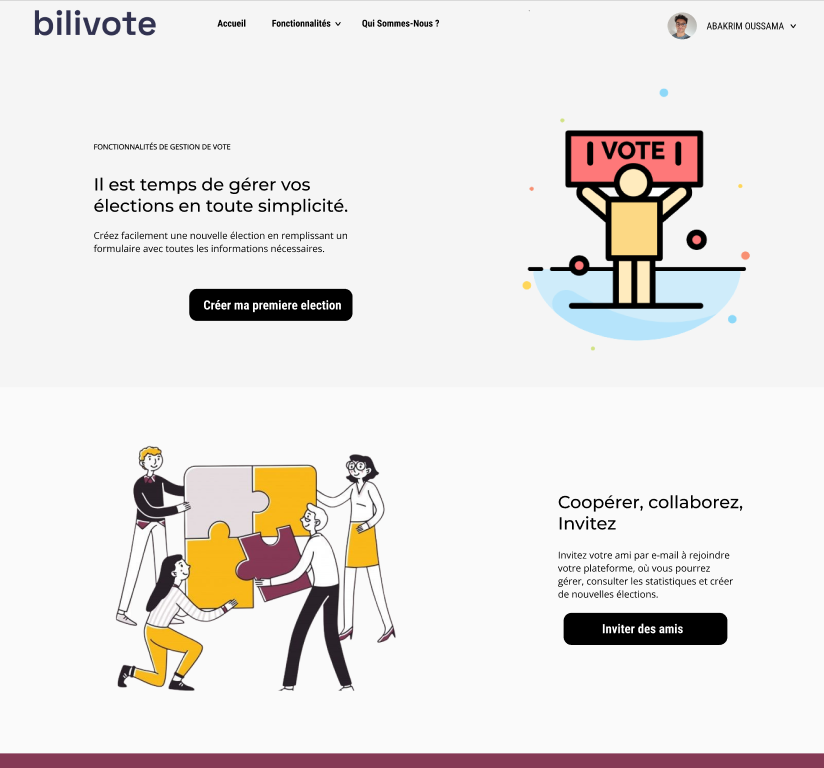 bilivote
Accueil
Fonctionnalités
Qui Sommes-Nous ?
ABAKRIM OUSSAMA
FONCTIONNALITÉS DE GESTION DE VOTE
Il est temps de gérer vos
élections en toute simplicité.
Créez facilement une nouvelle élection en remplissant un
formulaire avec toutes les informations nécessaires.
Créer ma premiere election
VOTE
Coopérer, collaborez,
Invitez
Invitez votre ami par e-mail à rejoindre
votre plateforme, où vous pourrez
gérer, consulter les statistiques et créer
de nouvelles élections.
Inviter des amis